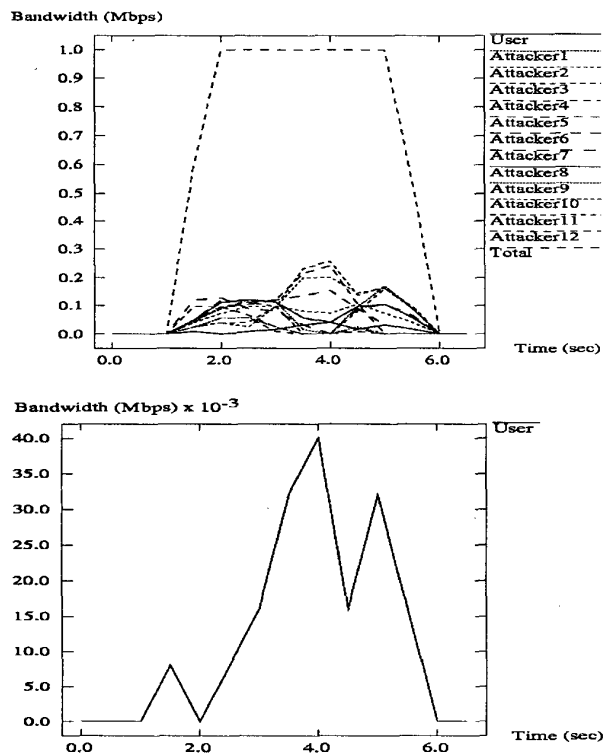 Bandwidth (Mbps)
User
Attacker1
Attacker2
Attacker3
Attacker4
Attacker5
Attacker6
Attacker7
Attacker8
Attacker9
Attacker10
Attacker11
Attacker12
Total
1.0
0.9
0.8
0.7
0.6
0.5
0.4
0.3
0.2
0.1
0.0
0.0 2.0 4.0 6.0
Time (sec)
Bandwidth (Mbps) x 10-3
User
40.0
35.0
30.0
25.0
20.0
15.0
10.0
5.0
0.0
0.0 2.0 4.0 6.0
Time (sec)